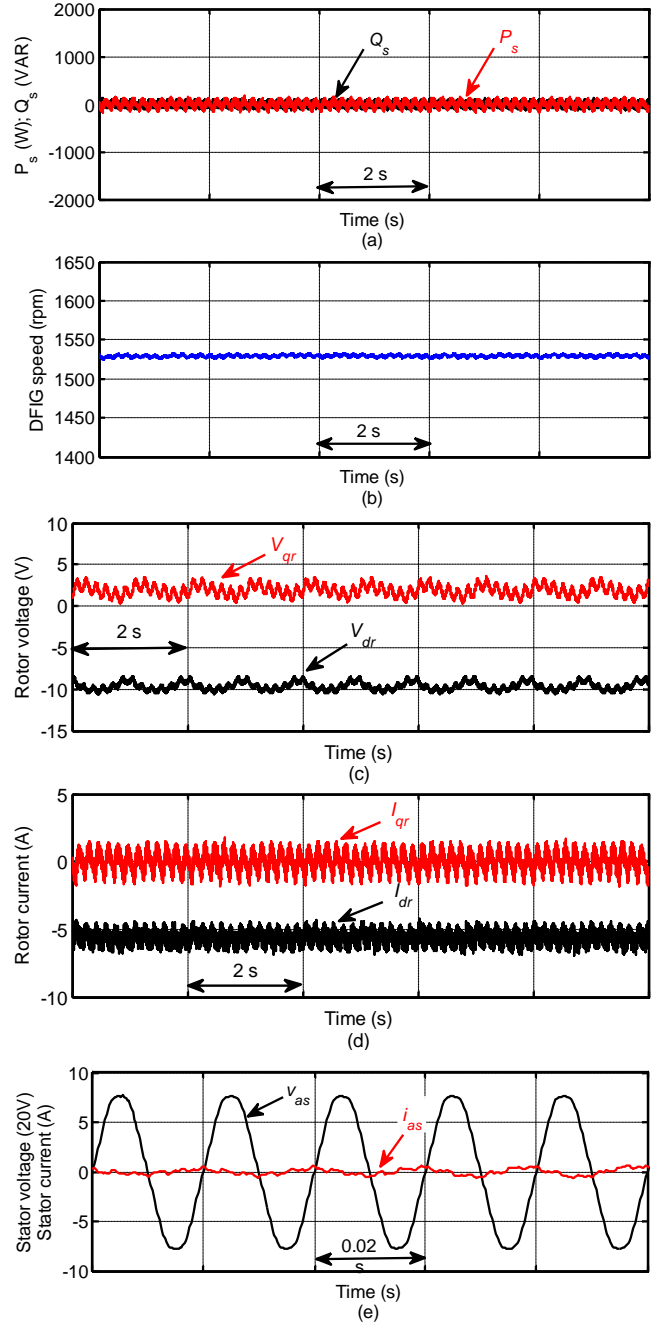 P_s (W); Q_s (VAR)
2000
1000
0
-1000
-2000
Q_s
P_s
2 s
Time (s)
(a)
DFIG speed (rpm)
1650
1600
1550
1500
1450
1400
2 s
Time (s)
(b)
Rotor voltage (V)
10
5
0
-5
-10
-15
V_qr
2 s
V_dr
Time (s)
(c)
Rotor current (A)
5
0
-5
-10
I_qr
I_dr
2 s
Time (s)
(d)
Stator voltage (20V)
Stator current (A)
10
5
0
-5
-10
v_as
i_as
0.02
s
Time (s)
(e)